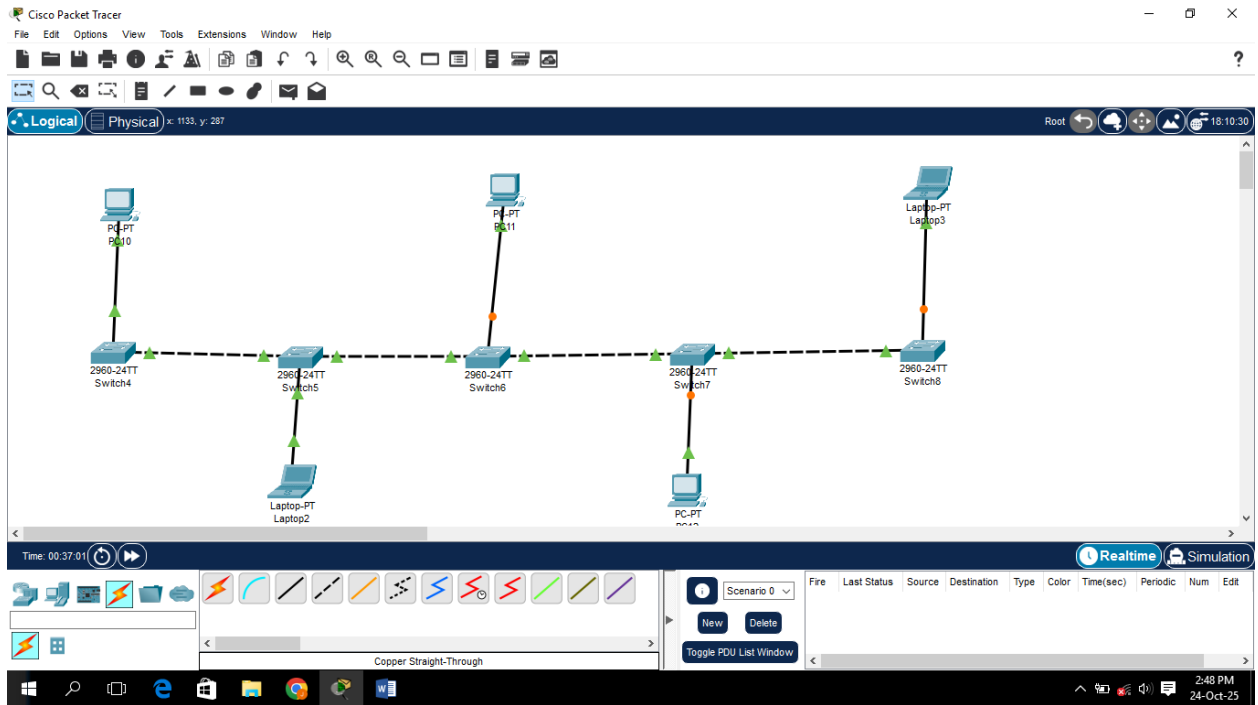 Cisco Packet Tracer
File Edit Options View Tools Extensions Window Help
?
Logical Physical x: 1133, y: 287 Root 18:10:30
PC-PT
PC10
PC-PT
PC11
Laptop-PT
Laptop3
2960-24TT
Switch4
2960-24TT
Switch5
2960-24TT
Switch6
2960-24TT
Switch7
2960-24TT
Switch8
Laptop-PT
Laptop2
PC-PT
Time: 00:37:01 Realtime Simulation
Scenario 0
New Delete
Toggle PDU List Window
Fire Last Status Source Destination Type Color Time(sec) Periodic Num Edit
Copper Straight-Through
2:48 PM
24-Oct-25